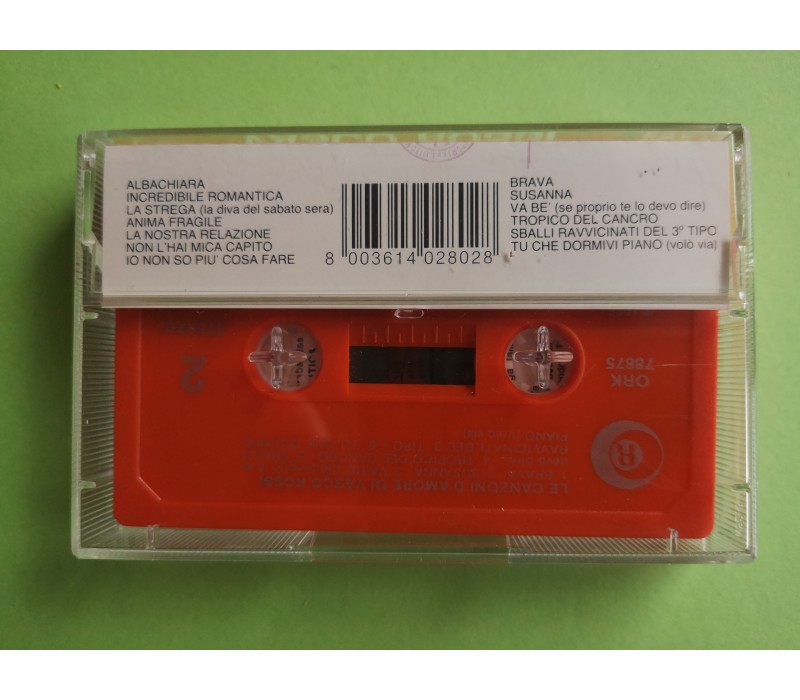 VASCO ROSSI
ALBACHIARA
INCREDIBILE ROMANTICA
LA STREGA (la diva del sabato sera)
ANIMA FRAGILE
LA NOSTRA RELAZIONE
NON L'HAI MICA CAPITO
IO NON SO PIU' COSA FARE
8 003614 028028
BRAVA
SUSANNA
VA BE' (se proprio te lo devo dire)
TROPICO DEL CANCRO
SBALLI RAVVICINATI DEL 3º TIPO
TU CHE DORMIVI PIANO (volò via)
2
ORK
78875
R
LE CANZONI D'AMORE DI VASCO ROSSI